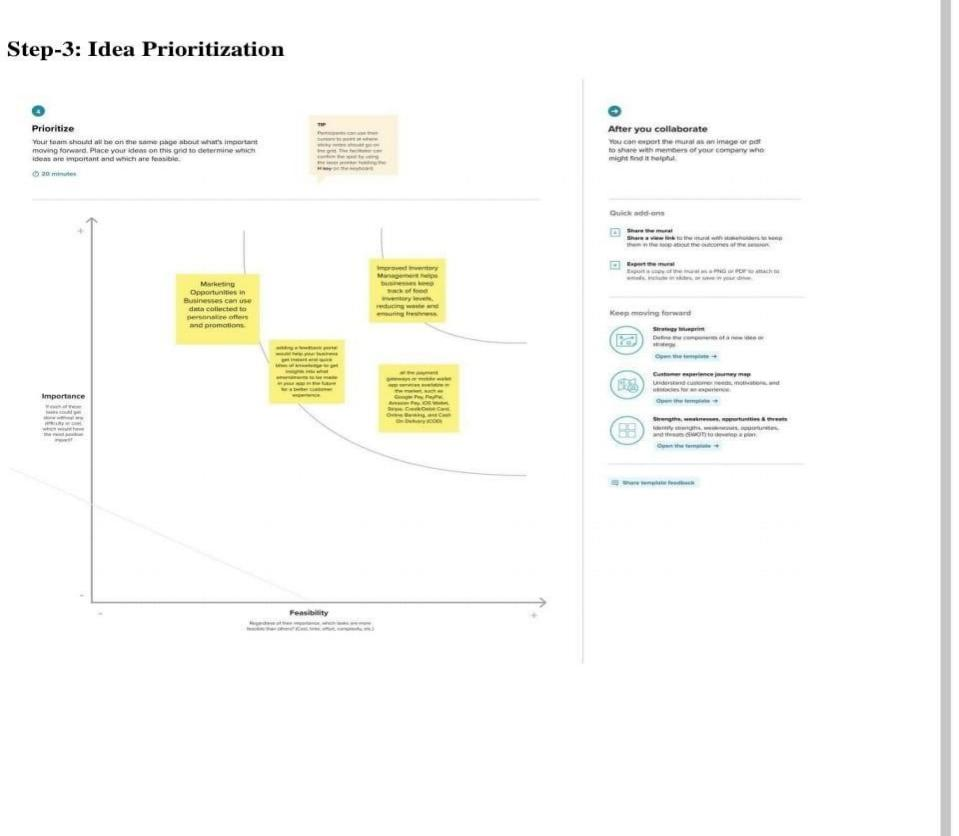 Step-3: Idea Prioritization
4
Prioritize
Your team should all be on the same page about what's important
moving forward. Place your ideas on this grid to determine which
ideas are important and which are feasible.
20 minutes
TIP
Participants can use their
cursors to point at where
sticky notes should go on
the grid. The facilitator can
confirm the spot by using
the laser pointer holding the
H key on the keyboard.
+
Marketing
Opportunities in
Businesses can use
data collected to
personalize offers
and promotions.
Improved Inventory
Management helps
businesses keep
track of food
inventory levels,
reducing waste and
ensuring freshness.
adding a feedback portal
would help your business
get instant and quick
bites of knowledge to get
insights into what
amendments to be made
in your app in the future
for a better customer
experience.
all the payment
gateways or mobile wallet
app services available in
the market, such as
Google Pay, PayPal,
Amazon Pay, iOS Wallet,
Stripe, Credit/Debit Card,
Online Banking, and Cash
On Delivery (COD)
Importance
If each of these
tasks could get
done without any
difficulty or cost,
which would have
the most positive
impact?
-
-
Feasibility
+
Regardless of their importance, which tasks are more
feasible than others? (Cost, time, effort, complexity, etc.)
After you collaborate
You can export the mural as an image or pdf
to share with members of your company who
might find it helpful.
Quick add-ons
Share the mural
Share a view link to the mural with stakeholders to keep
them in the loop about the outcomes of the session.
Export the mural
Export a copy of the mural as a PNG or PDF to attach to
emails, include in slides, or save in your drive.
Keep moving forward
Strategy blueprint
Define the components of a new idea or
strategy.
Open the template →
Customer experience journey map
Understand customer needs, motivations, and
obstacles for an experience.
Open the template →
Strengths, weaknesses, opportunities & threats
Identify strengths, weaknesses, opportunities,
and threats (SWOT) to develop a plan.
Open the template →
Share template feedback